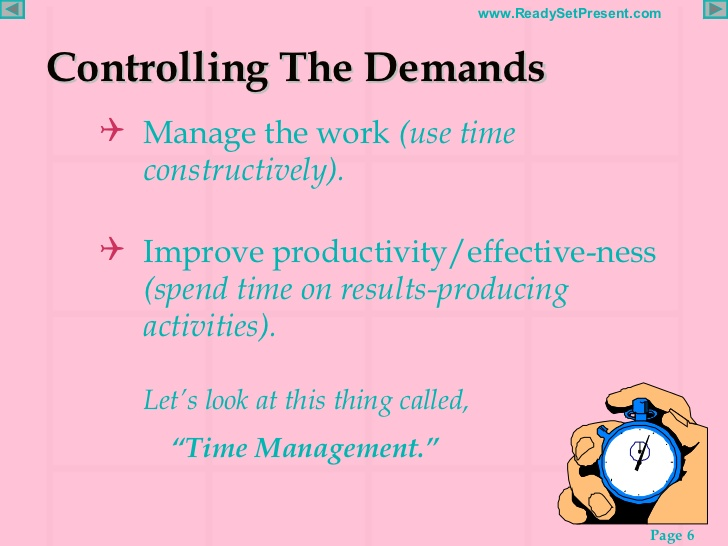 www.ReadySetPresent.com
Controlling The Demands
Manage the work (use time
constructively).
Improve productivity/effective-ness
(spend time on results-producing
activities).
Let’s look at this thing called,
“Time Management.”
Page 6